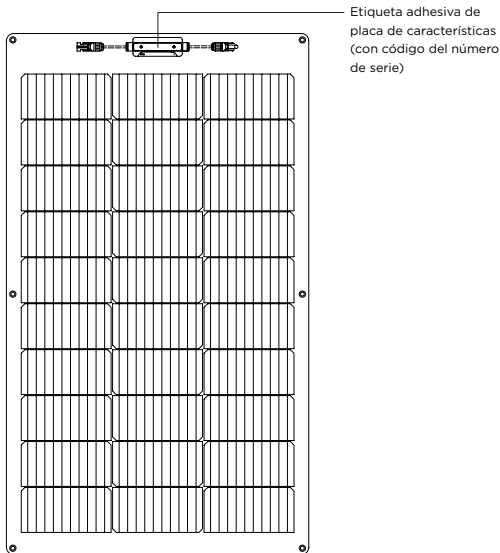 Etiqueta adhesiva de
placa de características
(con código del número
de serie)